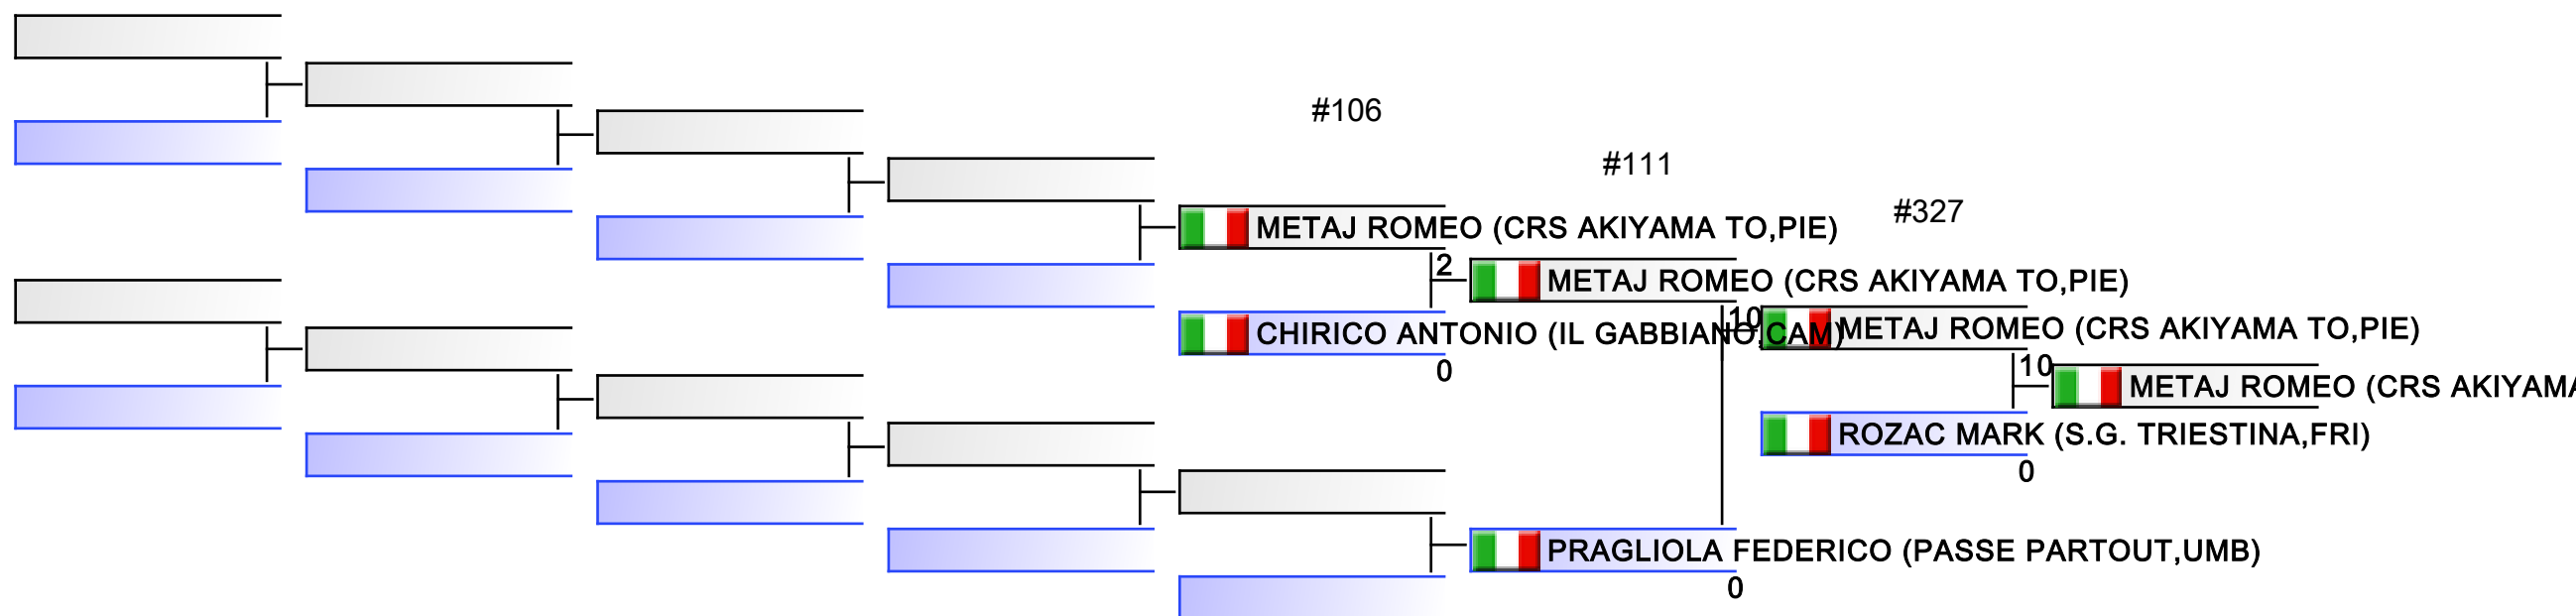 #106
#111
#327
METAJ ROMEO (CRS AKIYAMA TO,PIE)
2
METAJ ROMEO (CRS AKIYAMA TO,PIE)
CHIRICO ANTONIO (IL GABBIANO,CAM)
0
10
METAJ ROMEO (CRS AKIYAMA TO,PIE)
10
METAJ ROMEO (CRS AKIYAMA
ROZAC MARK (S.G. TRIESTINA,FRI)
0
PRAGLIOLA FEDERICO (PASSE PARTOUT,UMB)
0